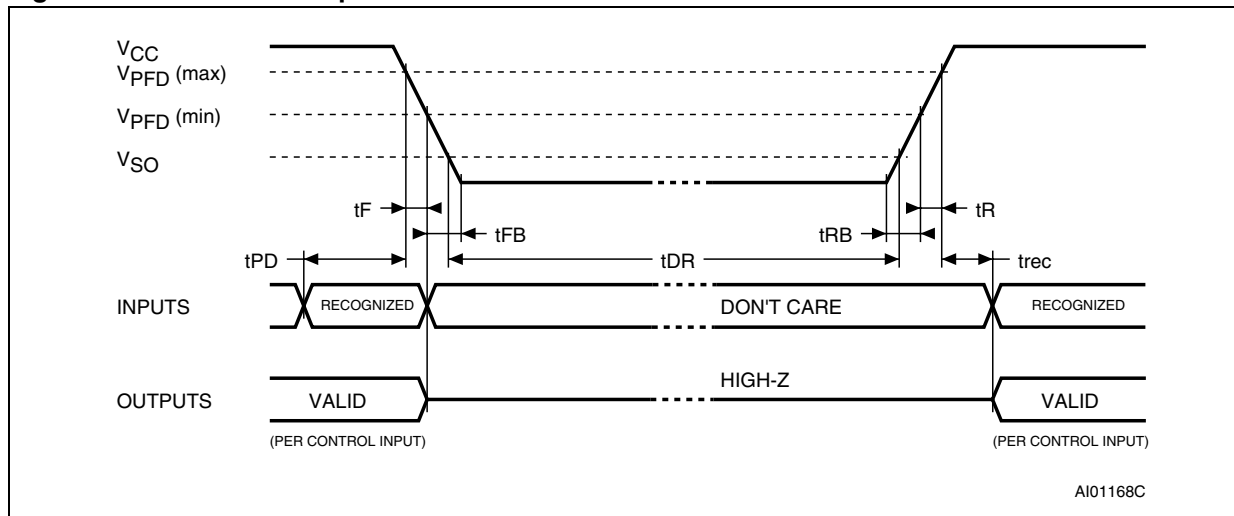 VCC
VPFD (max)
VPFD (min)
VSO
tF
tR
tFB
tRB
tPD
tDR
trec
INPUTS
RECOGNIZED
DON'T CARE
RECOGNIZED
HIGH-Z
OUTPUTS
VALID
VALID
(PER CONTROL INPUT)
(PER CONTROL INPUT)
AI01168C